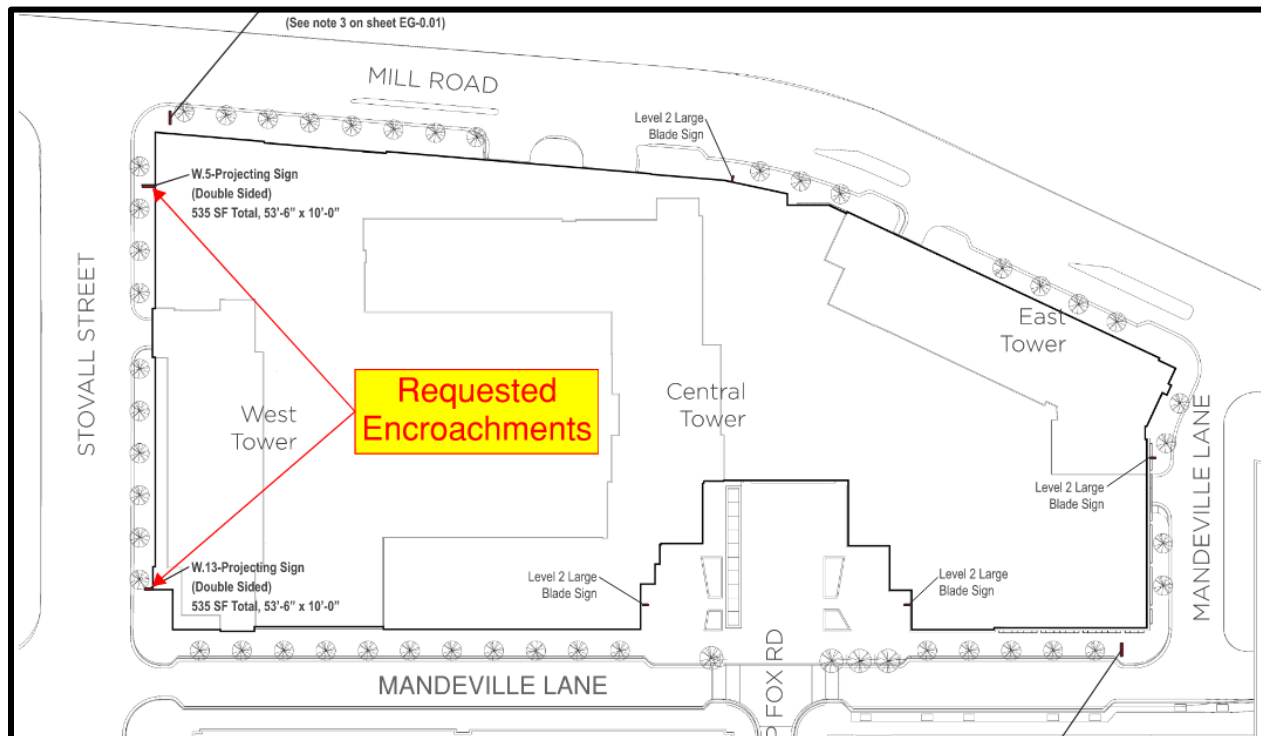 (See note 3 on sheet EG-0.01)
MILL ROAD
Level 2 Large
Blade Sign
W.5-Projecting Sign
(Double Sided)
535 SF Total, 53'-6" x 10'-0"
STOVALL STREET
East
Tower
Requested
Encroachments
Central
Tower
West
Tower
MANDEVILLE LANE
Level 2 Large
Blade Sign
W.13-Projecting Sign
(Double Sided)
535 SF Total, 53'-6" x 10'-0"
Level 2 Large
Blade Sign
Level 2 Large
Blade Sign
MANDEVILLE LANE
FOX RD